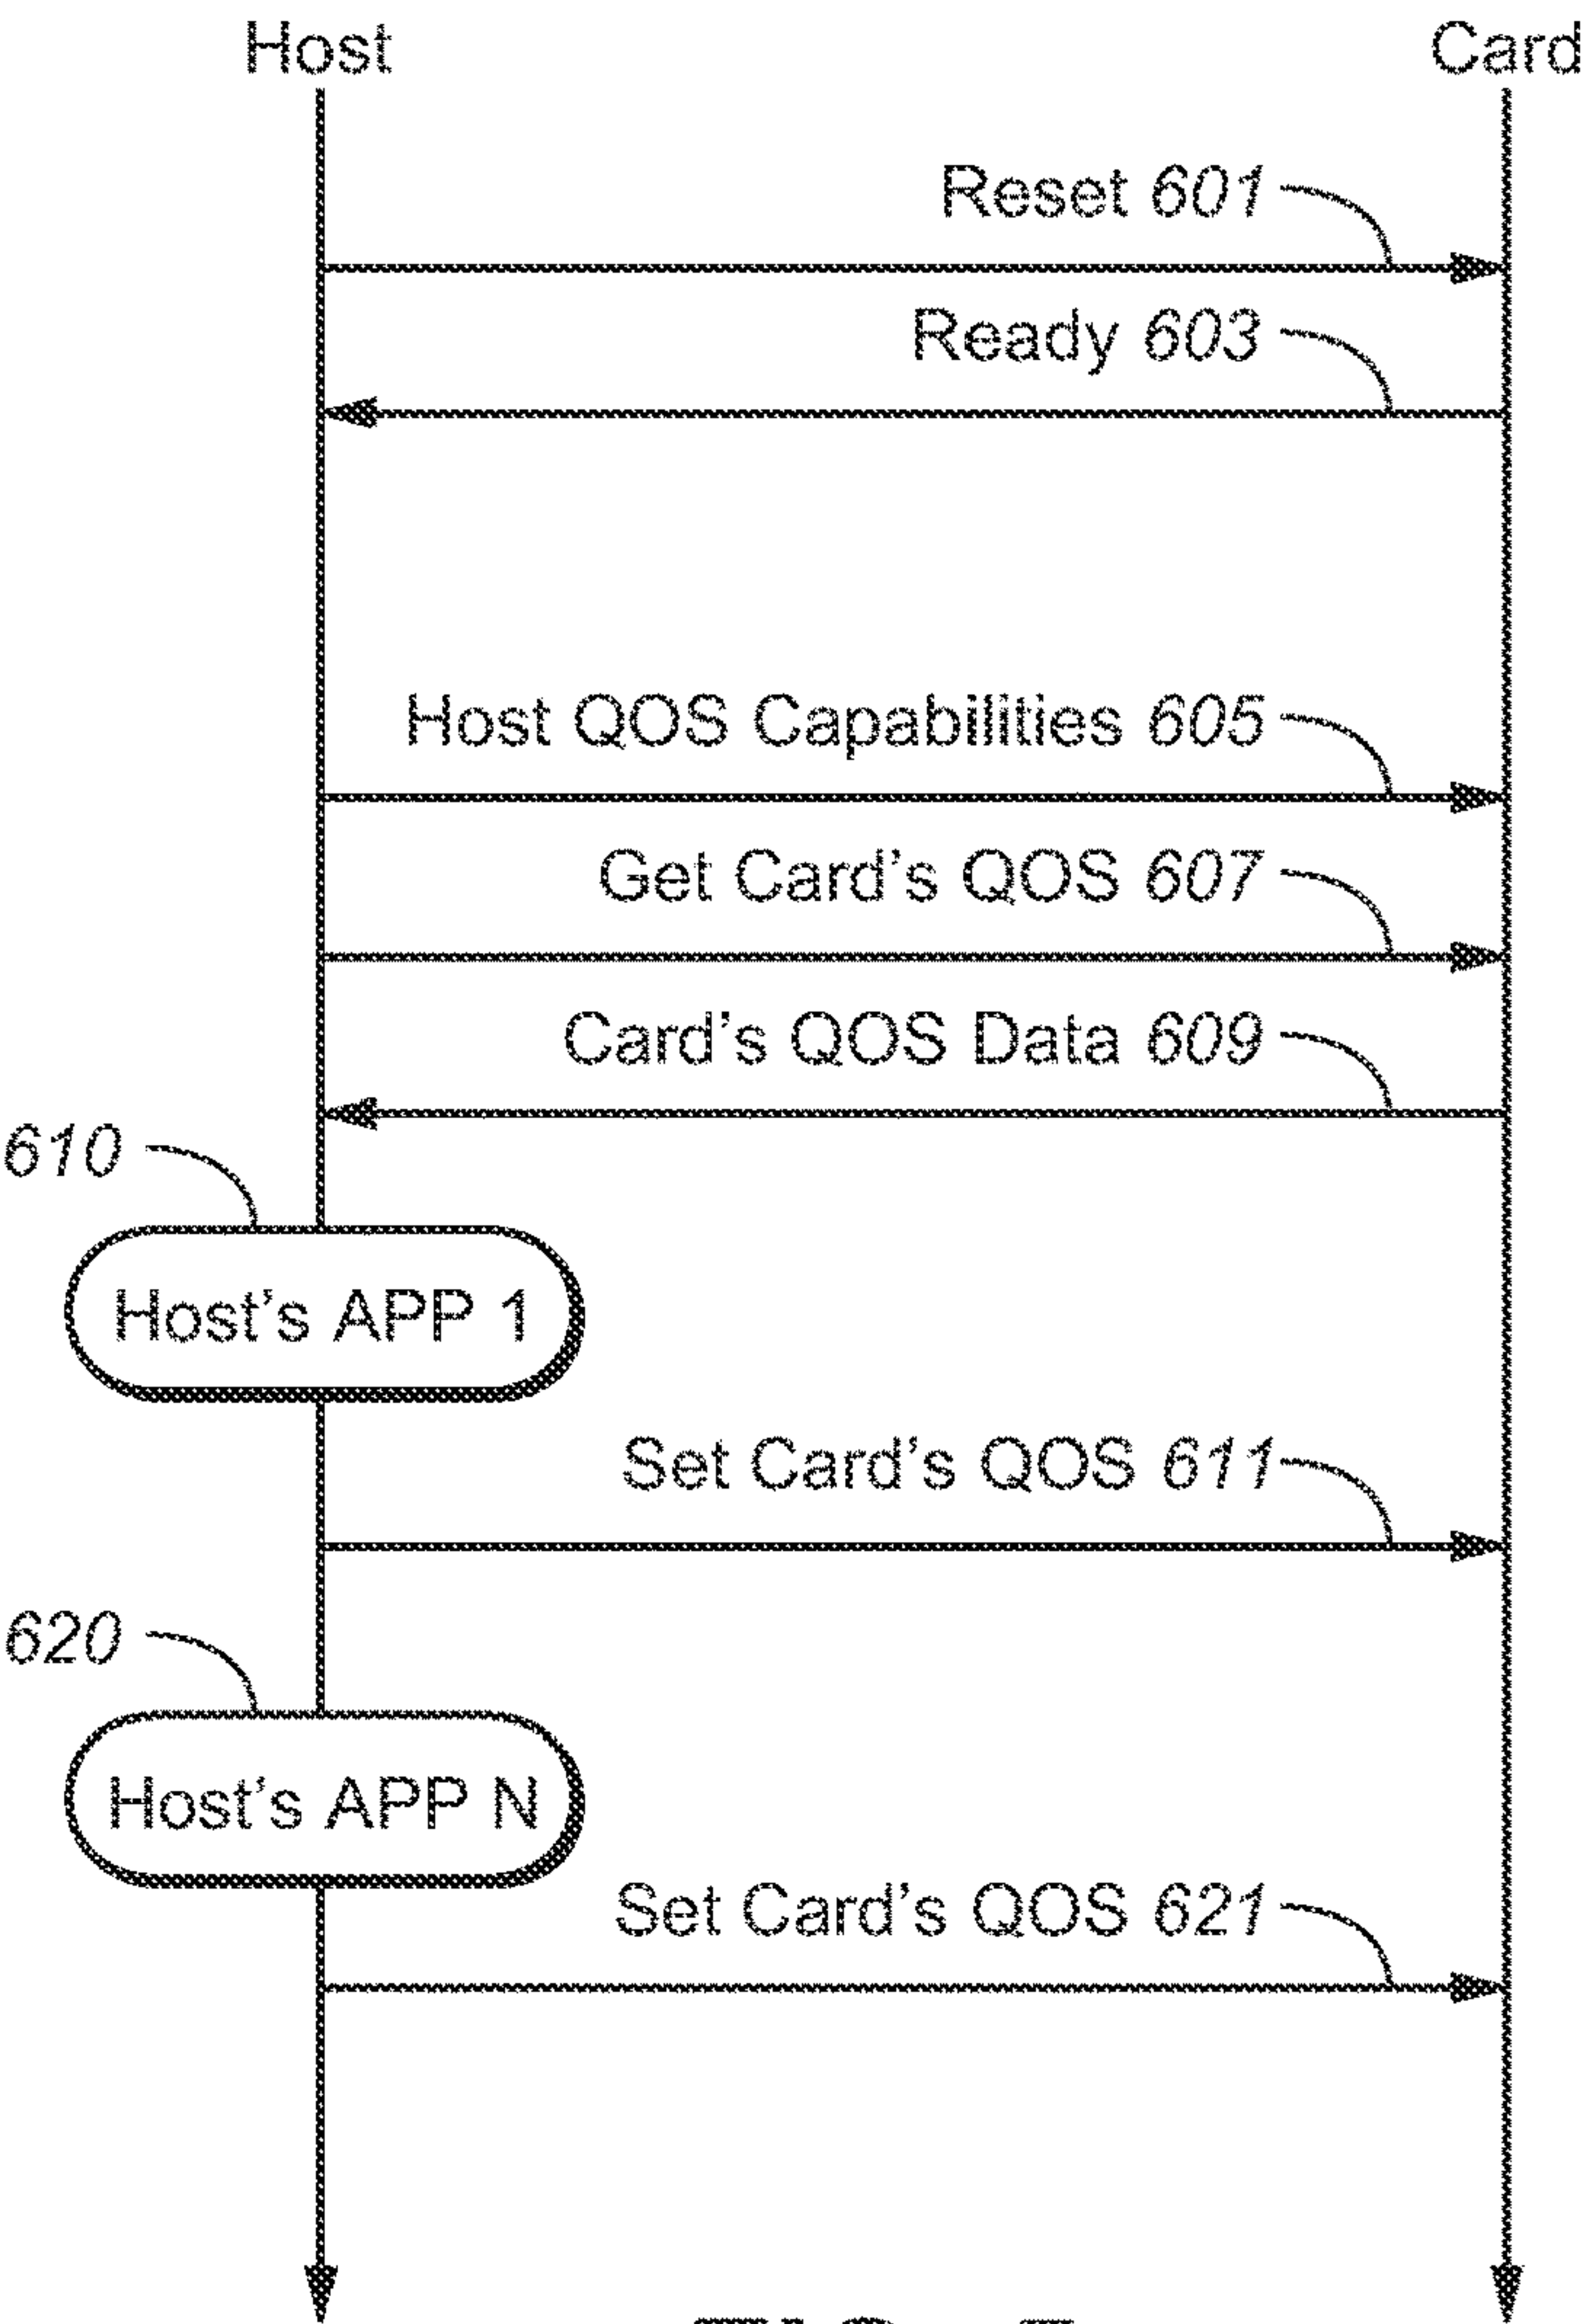 Host
Card
Reset 601
Ready 603
Host QOS Capabilities 605
Get Card's QOS 607
Card's QOS Data 609
610
Host's APP 1
Set Card's QOS 611
620
Host's APP N
Set Card's QOS 621